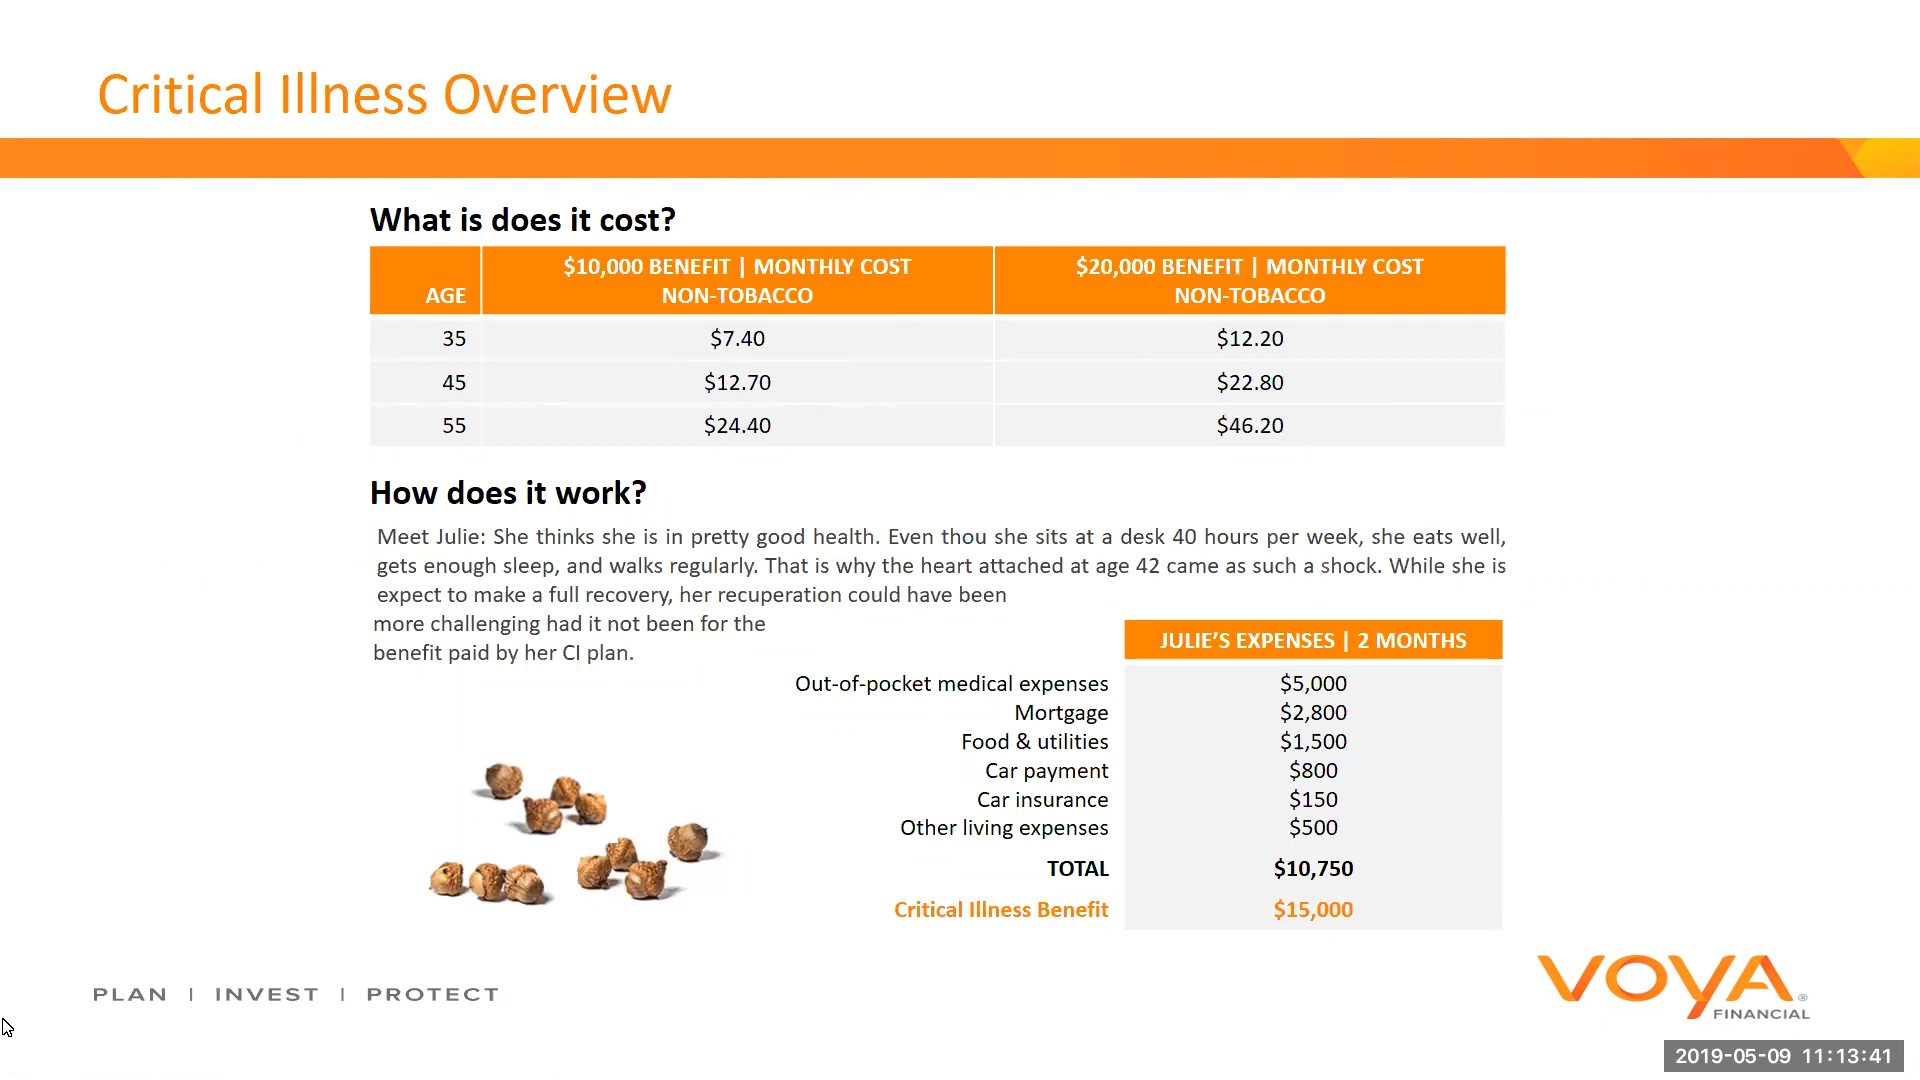 Critical Illness Overview
What is does it cost?
AGE
$10,000 BENEFIT | MONTHLY COST
NON-TOBACCO
$20,000 BENEFIT | MONTHLY COST
NON-TOBACCO
35 $7.40 $12.20
45 $12.70 $22.80
55 $24.40 $46.20
How does it work?
Meet Julie: She thinks she is in pretty good health. Even thou she sits at a desk 40 hours per week, she eats well,
gets enough sleep, and walks regularly. That is why the heart attached at age 42 came as such a shock. While she is
expect to make a full recovery, her recuperation could have been
more challenging had it not been for the
benefit paid by her CI plan.
JULIE’S EXPENSES | 2 MONTHS
Out-of-pocket medical expenses $5,000
Mortgage $2,800
Food & utilities $1,500
Car payment $800
Car insurance $150
Other living expenses $500
TOTAL $10,750
Critical Illness Benefit $15,000
PLAN | INVEST | PROTECT
VOYA®
FINANCIAL
2019-05-09 11:13:41